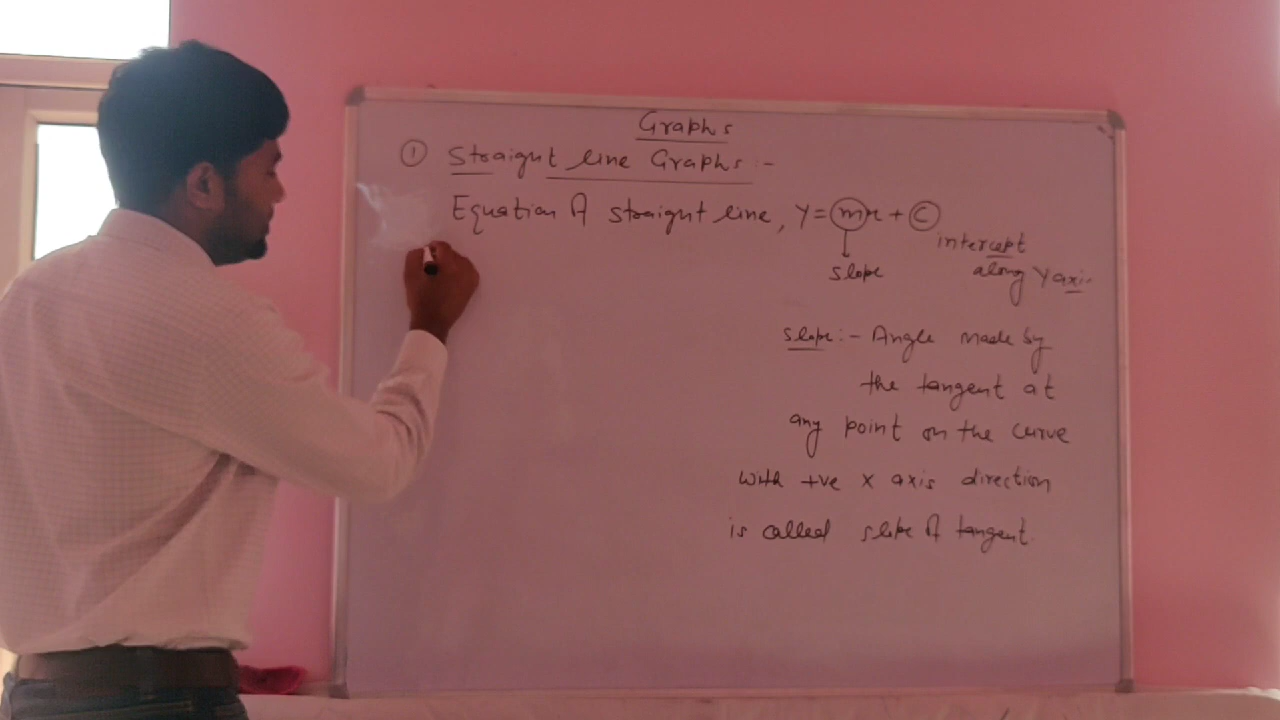 Graphs
① Straight line Graphs :-
Equation of straight line, y = mx + c
intercept
slope along Y axis
slope :- Angle made by
the tangent at
any point on the curve
with +ve x axis direction
is called slope of tangent.